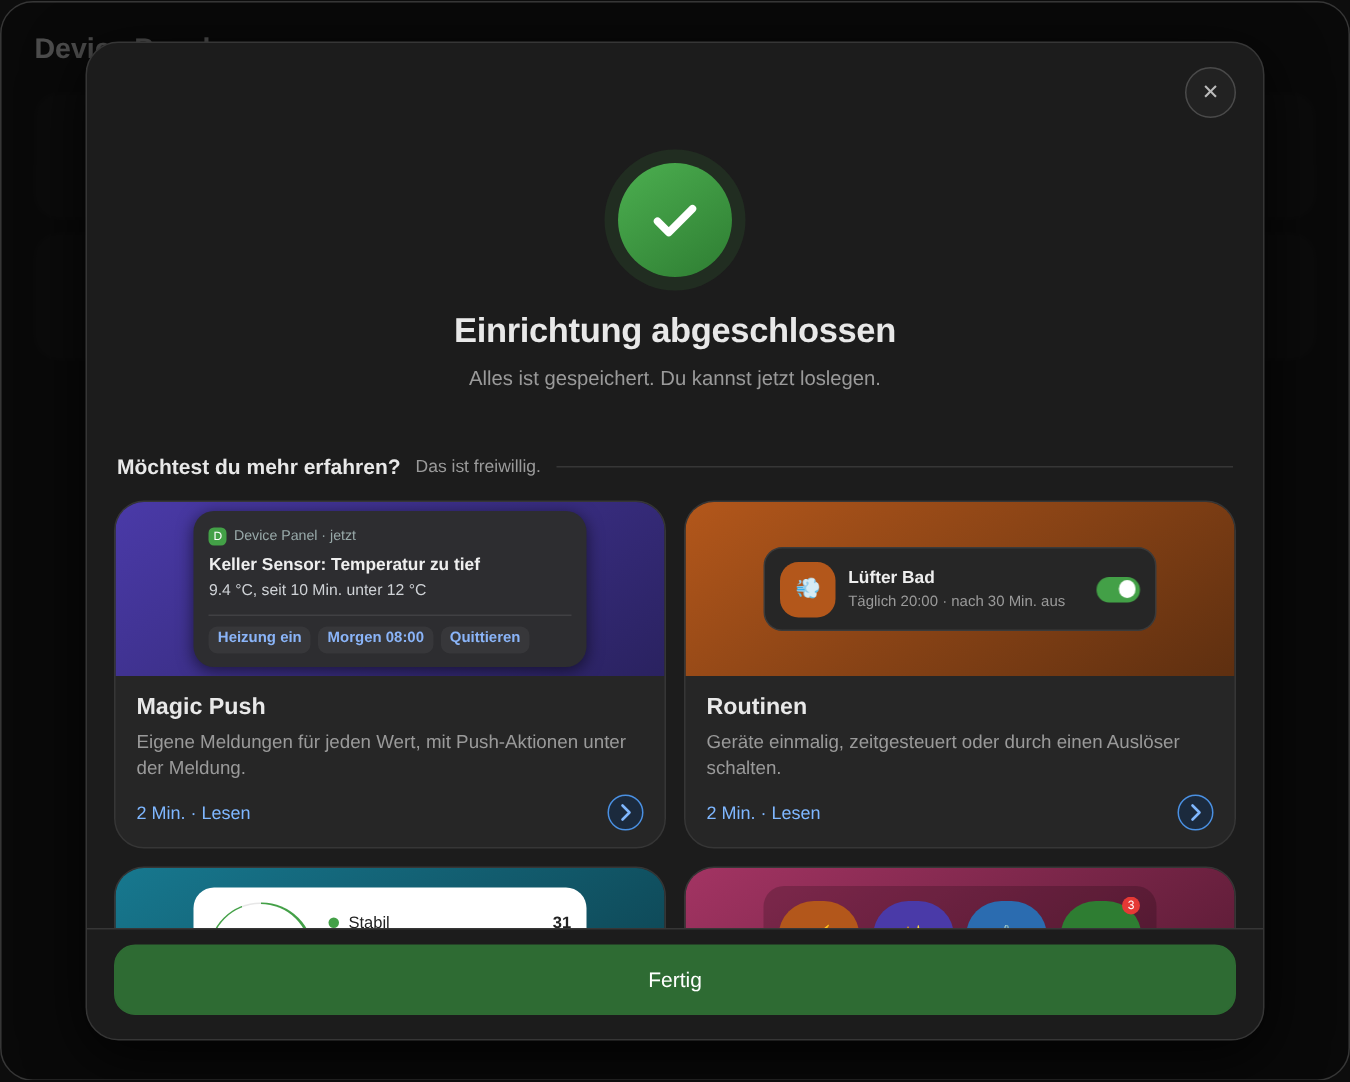 ✕
Einrichtung abgeschlossen
Alles ist gespeichert. Du kannst jetzt loslegen.
Möchtest du mehr erfahren? Das ist freiwillig.
D Device Panel · jetzt
Keller Sensor: Temperatur zu tief
9.4 °C, seit 10 Min. unter 12 °C
Heizung ein Morgen 08:00 Quittieren
Magic Push
Eigene Meldungen für jeden Wert, mit Push-Aktionen unter
der Meldung.
2 Min. · Lesen
Lüfter Bad
Täglich 20:00 · nach 30 Min. aus
Routinen
Geräte einmalig, zeitgesteuert oder durch einen Auslöser
schalten.
2 Min. · Lesen
Stabil 31
3
Fertig